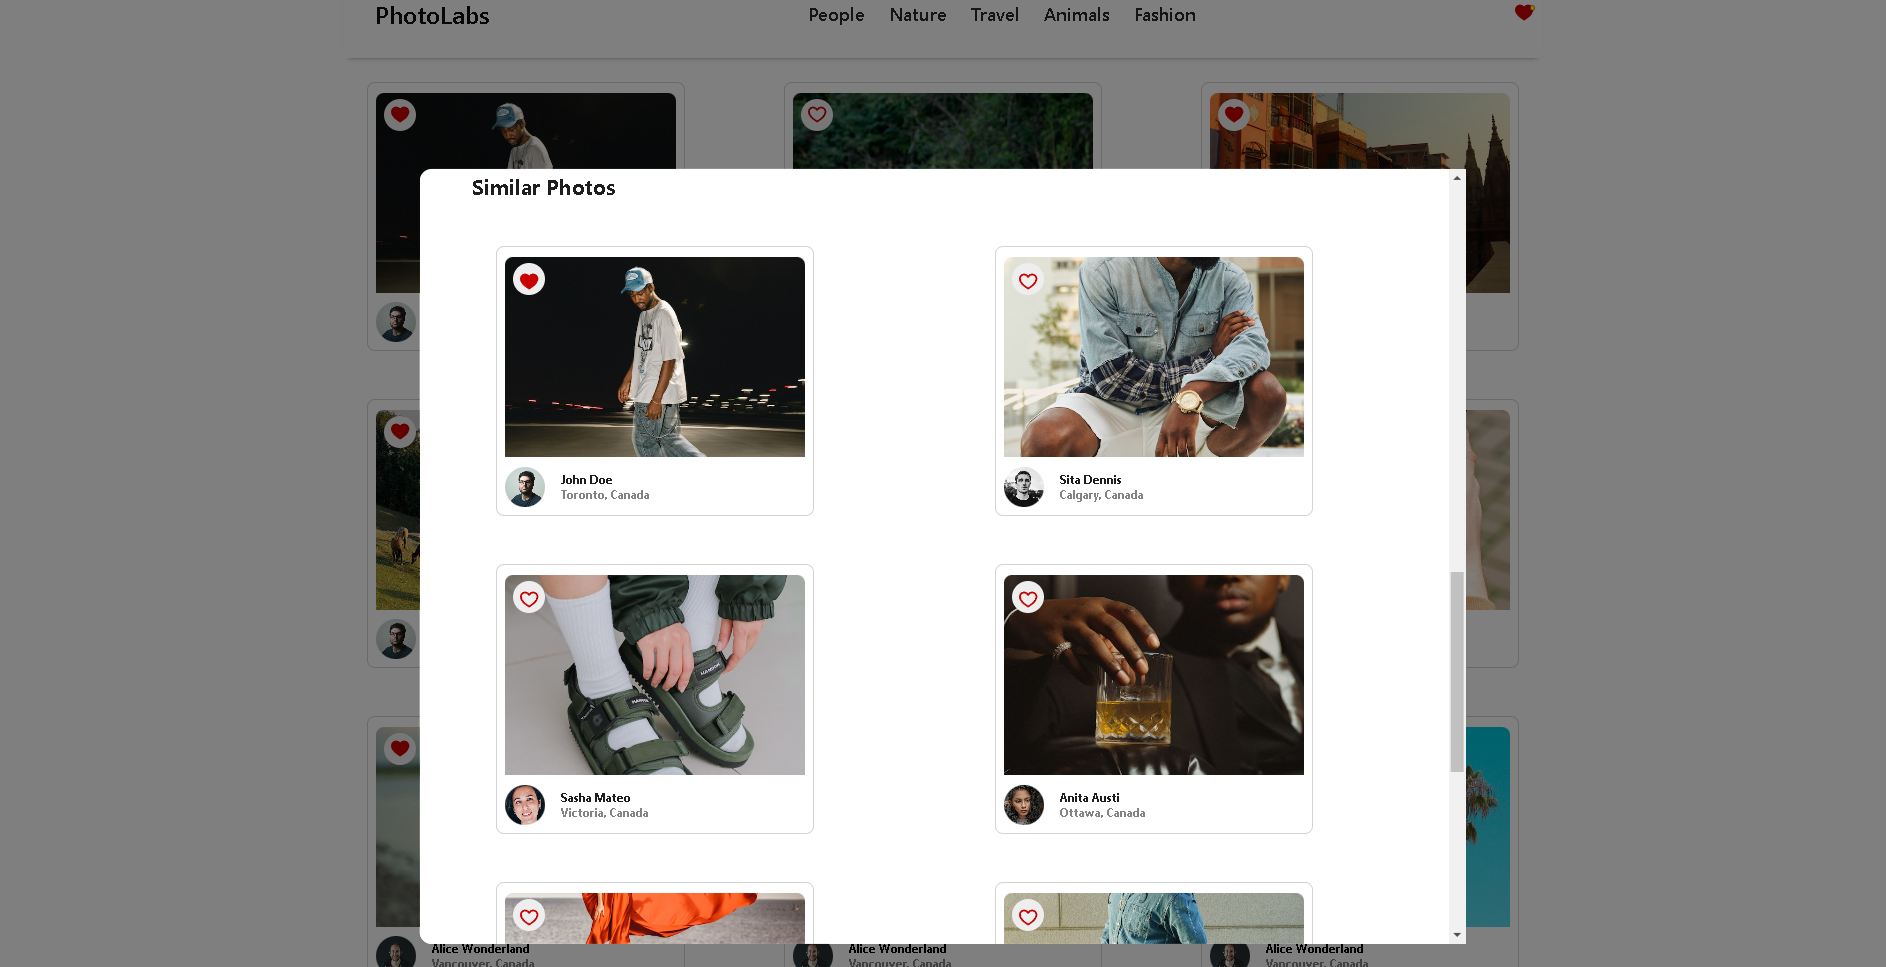 PhotoLabs
People Nature Travel Animals Fashion
Similar Photos
John Doe
Toronto, Canada
Sita Dennis
Calgary, Canada
Sasha Mateo
Victoria, Canada
Anita Austi
Ottawa, Canada
Alice Wonderland
Vancouver, Canada
Alice Wonderland
Vancouver, Canada
Alice Wonderland
Vancouver, Canada